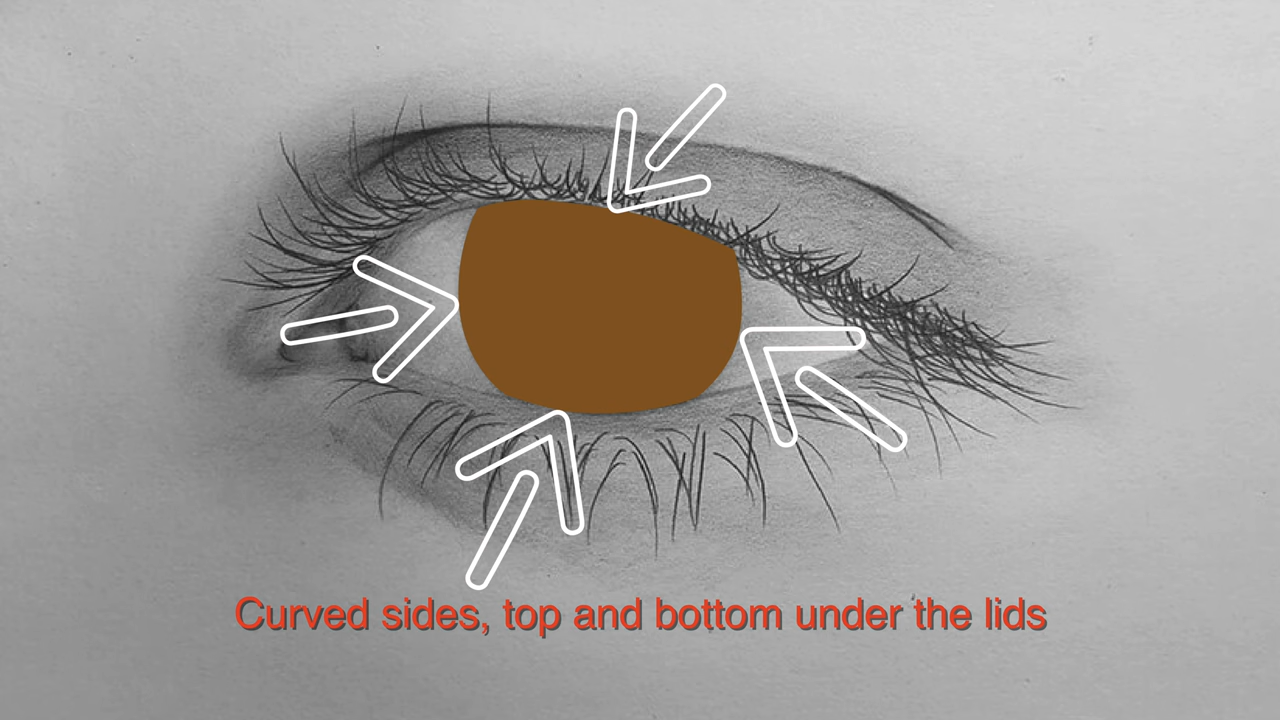 Curved sides, top and bottom under the lids